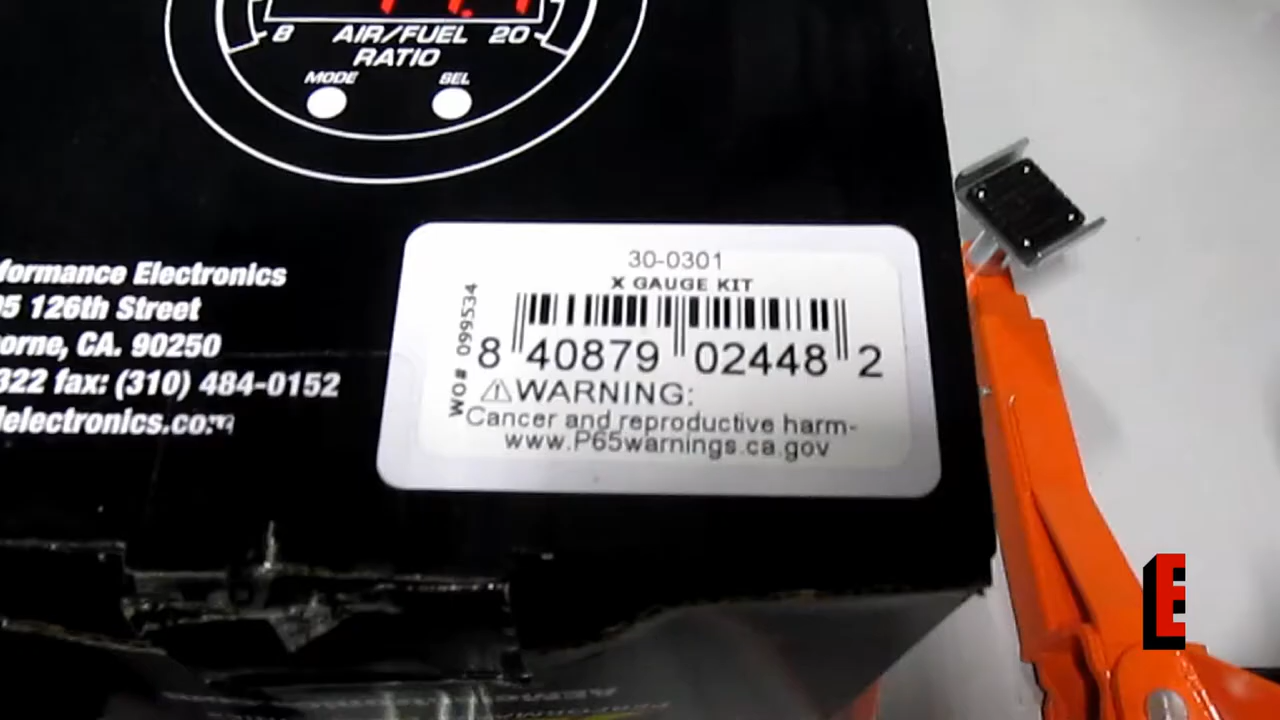 8 AIR/FUEL 20
RATIO
MODE SEL
formance Electronics
5 126th Street
orne, CA. 90250
322 fax: (310) 484-0152
electronics.com
30-0301
X GAUGE KIT
WO# 099534
8 40879 02448 2
⚠WARNING:
Cancer and reproductive harm-
www.P65warnings.ca.gov
E